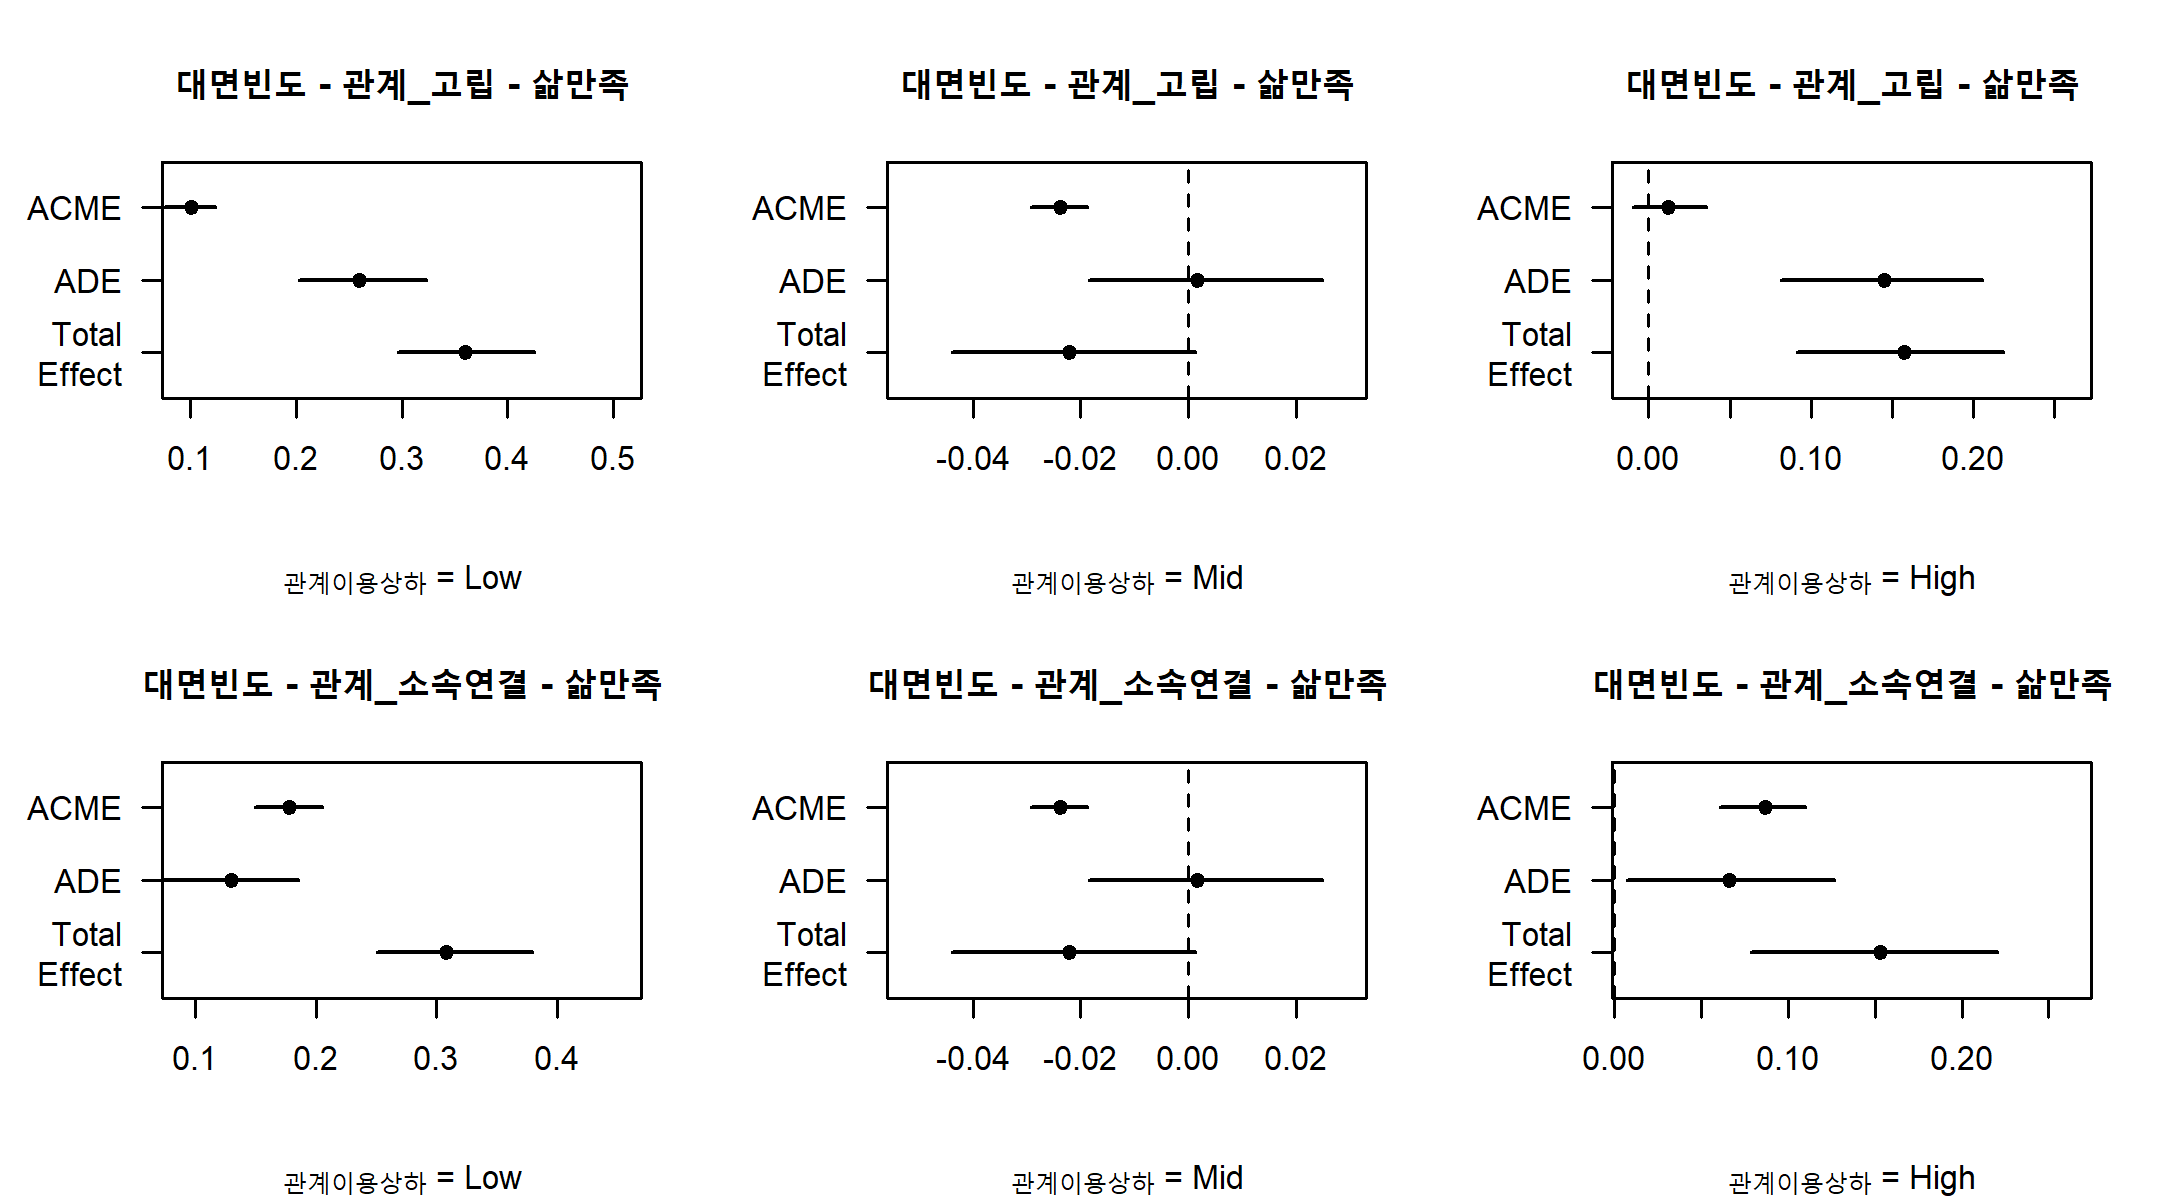 대면빈도 - 관계_고립 - 삶만족
ACME
ADE
Total
Effect
0.1 0.2 0.3 0.4 0.5
관계이용상하 = Low
대면빈도 - 관계_고립 - 삶만족
ACME
ADE
Total
Effect
-0.04 -0.02 0.00 0.02
관계이용상하 = Mid
대면빈도 - 관계_고립 - 삶만족
ACME
ADE
Total
Effect
0.00 0.10 0.20
관계이용상하 = High
대면빈도 - 관계_소속연결 - 삶만족
ACME
ADE
Total
Effect
0.1 0.2 0.3 0.4
관계이용상하 = Low
대면빈도 - 관계_소속연결 - 삶만족
ACME
ADE
Total
Effect
-0.04 -0.02 0.00 0.02
관계이용상하 = Mid
대면빈도 - 관계_소속연결 - 삶만족
ACME
ADE
Total
Effect
0.00 0.10 0.20
관계이용상하 = High